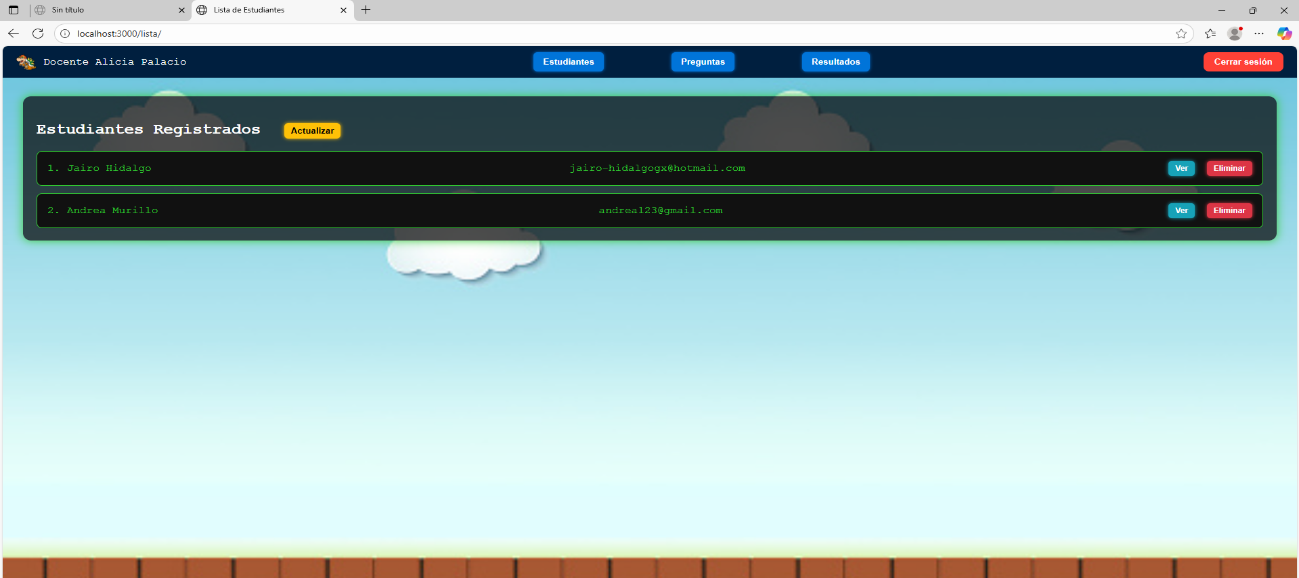 Sin título
Lista de Estudiantes
localhost:3000/lista/
Docente Alicia Palacio
Estudiantes
Preguntas
Resultados
Cerrar sesión
Estudiantes Registrados
Actualizar
1. Jairo Hidalgo
jairo-hidalgogx@hotmail.com
Ver
Eliminar
2. Andrea Murillo
andrea123@gmail.com
Ver
Eliminar